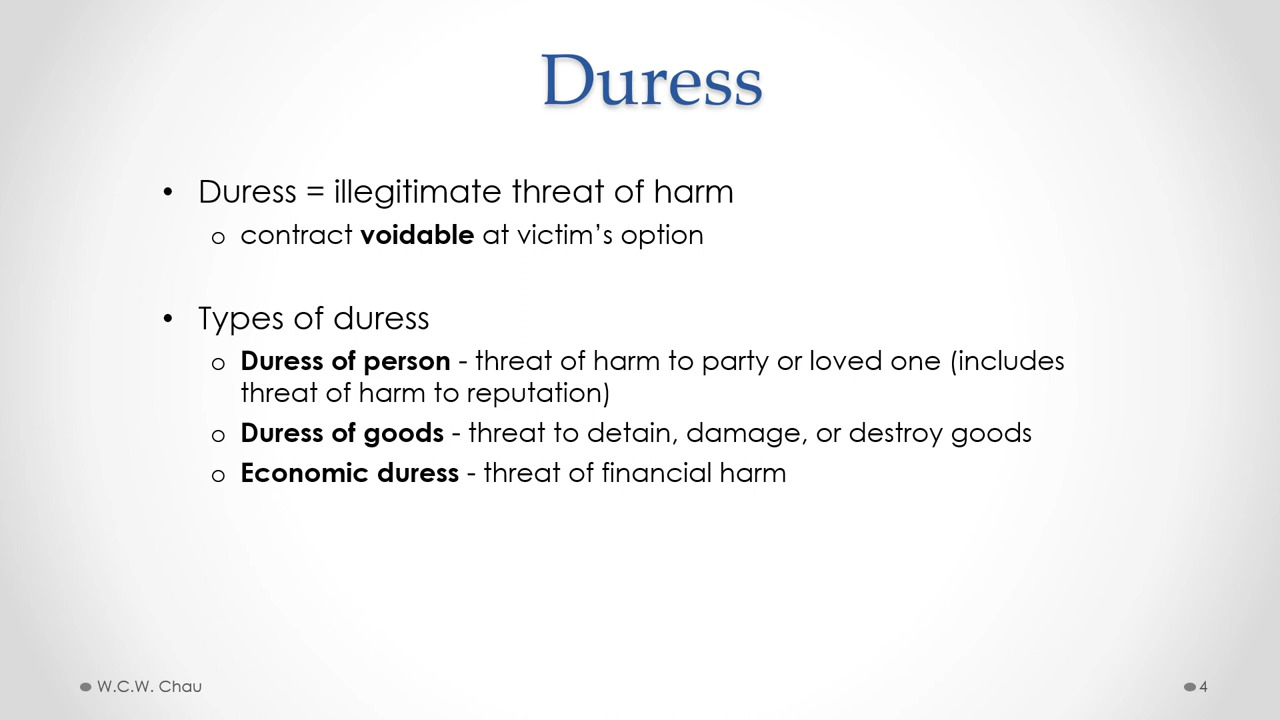 Duress
• Duress = illegitimate threat of harm
o contract voidable at victim’s option
• Types of duress
o Duress of person - threat of harm to party or loved one (includes
threat of harm to reputation)
o Duress of goods - threat to detain, damage, or destroy goods
o Economic duress - threat of financial harm
W.C.W. Chau
4